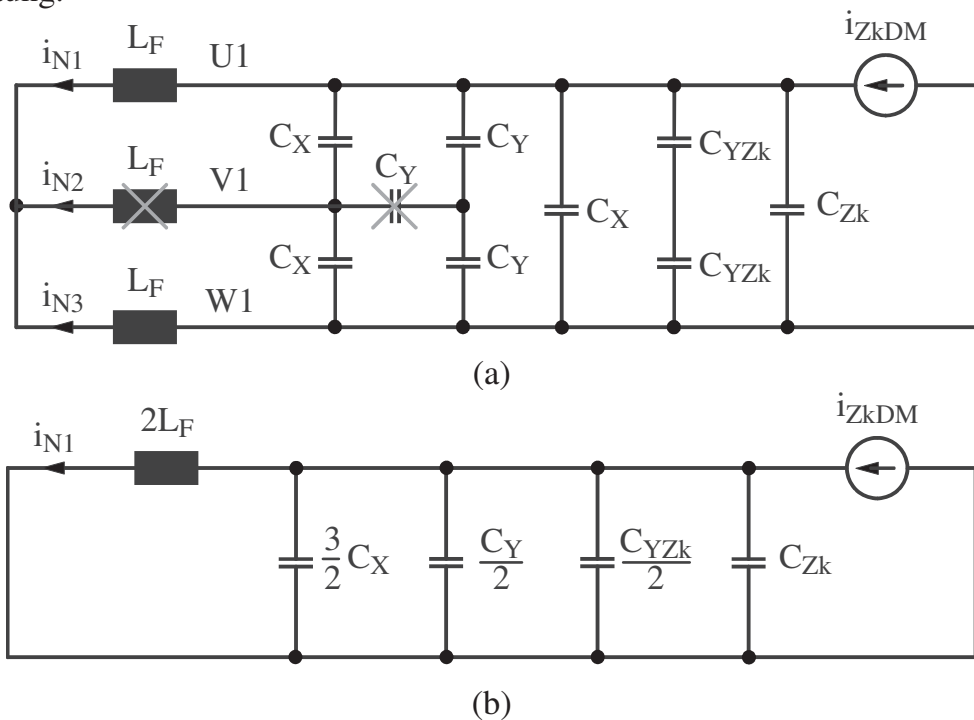 i_N1 L_F U1 i_ZkDM
C_X C_Y C_YZk
i_N2 L_F V1 C_Y C_X C_Zk
C_X C_Y C_YZk
i_N3 L_F W1
(a)
i_N1 2L_F i_ZkDM
3/2 C_X C_Y/2 C_YZk/2 C_Zk
(b)